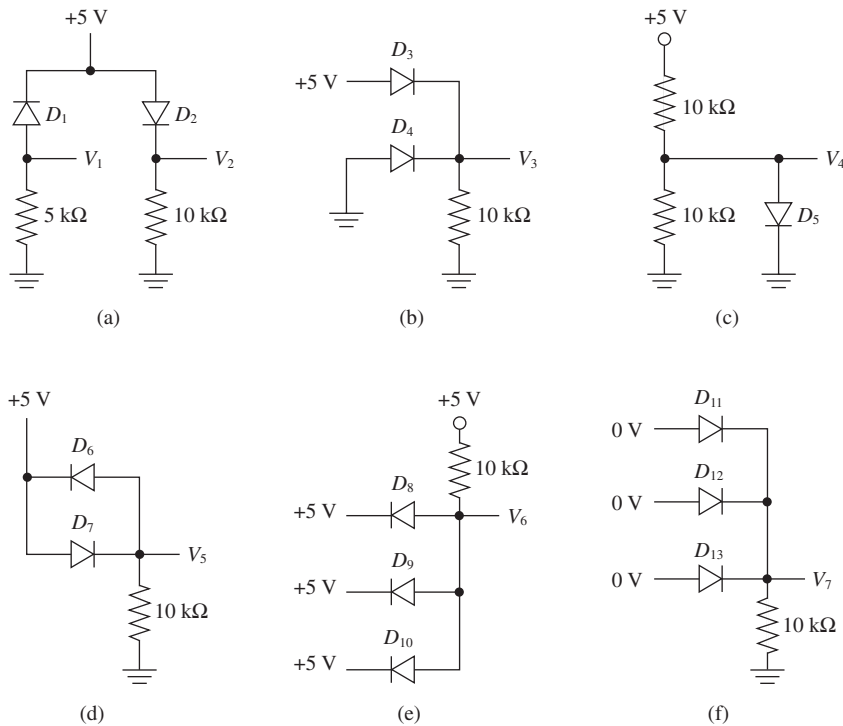 +5 V
D1
D2
V1
V2
5 kΩ
10 kΩ
(a)
D3
+5 V
D4
V3
10 kΩ
(b)
+5 V
10 kΩ
V4
10 kΩ
D5
(c)
+5 V
D6
D7
V5
10 kΩ
(d)
+5 V
10 kΩ
D8
+5 V
V6
D9
+5 V
D10
+5 V
(e)
D11
0 V
D12
0 V
D13
0 V
V7
10 kΩ
(f)